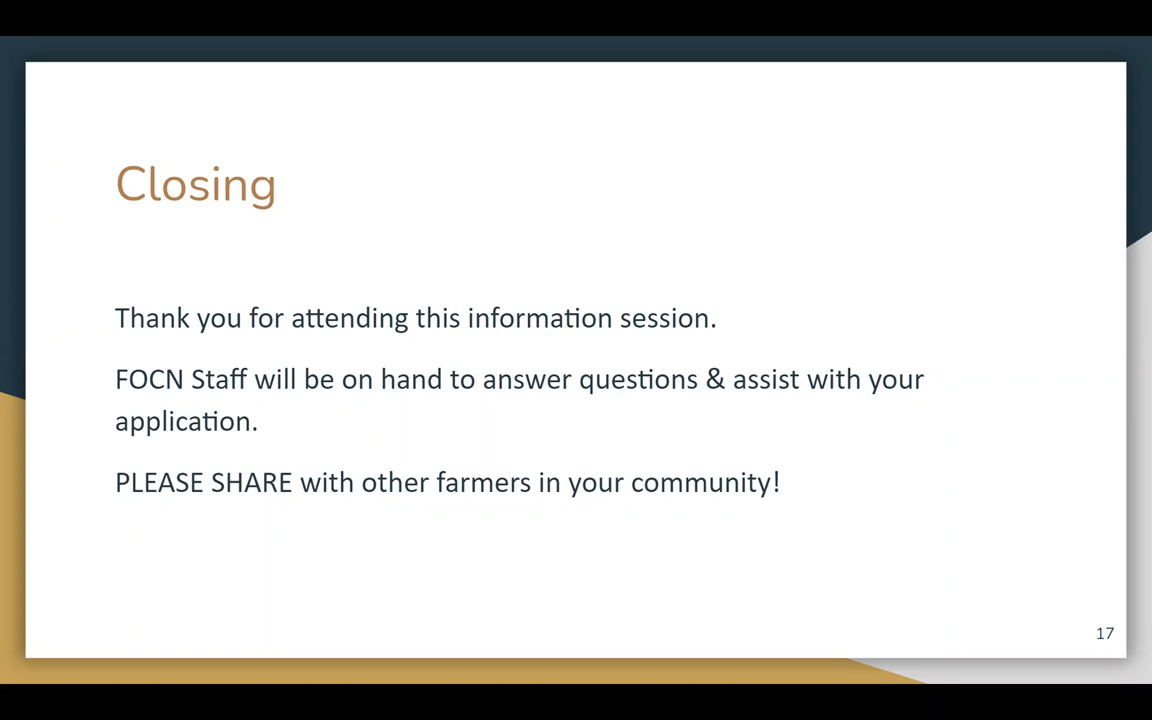 Closing
Thank you for attending this information session.
FOCN Staff will be on hand to answer questions & assist with your
application.
PLEASE SHARE with other farmers in your community!
17